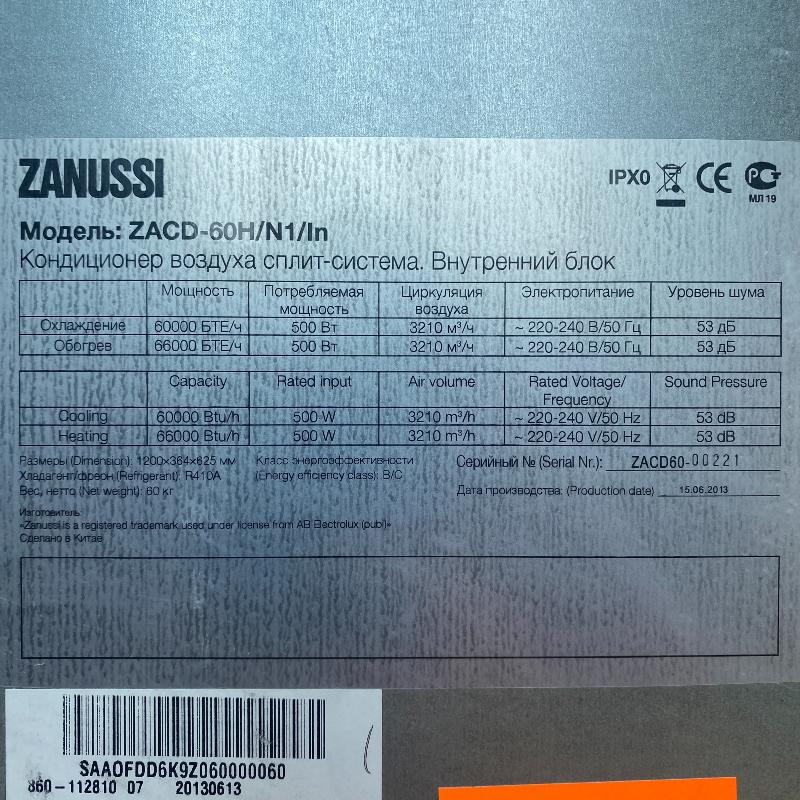 ZANUSSI
IPX0 CE PC
МЛ 19
Модель: ZACD-60H/N1/In
Кондиционер воздуха сплит-система. Внутренний блок
Мощность Потребляемая мощность Циркуляция воздуха Электропитание Уровень шума
Охлаждение 60000 БТЕ/ч 500 Вт 3210 м³/ч ~ 220-240 В/50 Гц 53 дБ
Обогрев 66000 БТЕ/ч 500 Вт 3210 м³/ч ~ 220-240 В/50 Гц 53 дБ
Capacity Rated input Air volume Rated Voltage/ Frequency Sound Pressure
Cooling 60000 Btu/h 500 W 3210 m³/h ~ 220-240 V/50 Hz 53 dB
Heating 66000 Btu/h 500 W 3210 m³/h ~ 220-240 V/50 Hz 53 dB
Размеры (Dimension): 1200×364×625 мм
Хладагент/фреон (Refrigerant): R410A
Вес, нетто (Net weight): 60 кг
Класс энергоэффективности
(Energy efficiency class): B/C
Серийный № (Serial Nr.): ZACD60-00221
Дата производства: (Production date) 15.06.2013
Изготовитель:
«Zanussi is a registered trademark used under license from AB Electrolux (publ)»
Сделано в Китае
SAAOFDD6K9Z060000060
860-112810 07 20130613